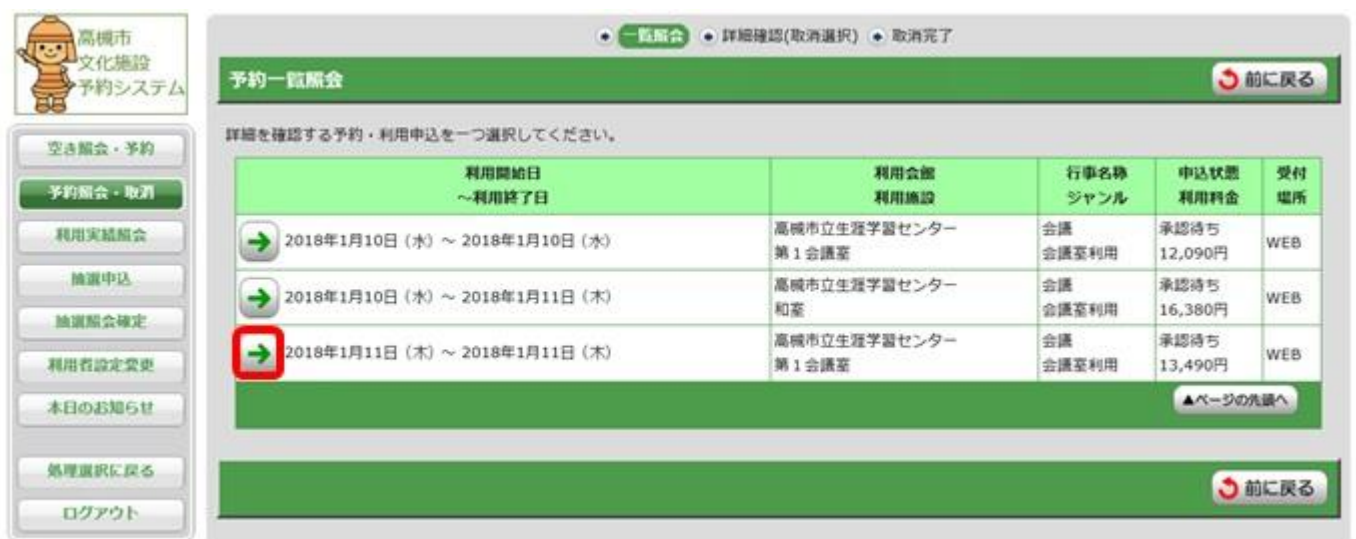 高槻市
文化施設
予約システム
空き照会・予約
予約照会・取消
利用実績照会
抽選申込
抽選照会確定
利用者設定変更
本日のお知らせ
処理選択に戻る
ログアウト
一覧照会 詳細確認(取消選択) 取消完了
予約一覧照会 前に戻る
詳細を確認する予約・利用申込を一つ選択してください。
利用開始日 利用会館 行事名称 申込状態 受付
～利用終了日 利用施設 ジャンル 利用料金 場所
2018年1月10日（水）～ 2018年1月10日（水） 高槻市立生涯学習センター 会議 承認待ち WEB
第１会議室 会議室利用 12,090円
2018年1月10日（水）～ 2018年1月11日（木） 高槻市立生涯学習センター 会議 承認待ち WEB
和室 会議室利用 16,380円
2018年1月11日（木）～ 2018年1月11日（木） 高槻市立生涯学習センター 会議 承認待ち WEB
第１会議室 会議室利用 13,490円
▲ページの先頭へ
前に戻る